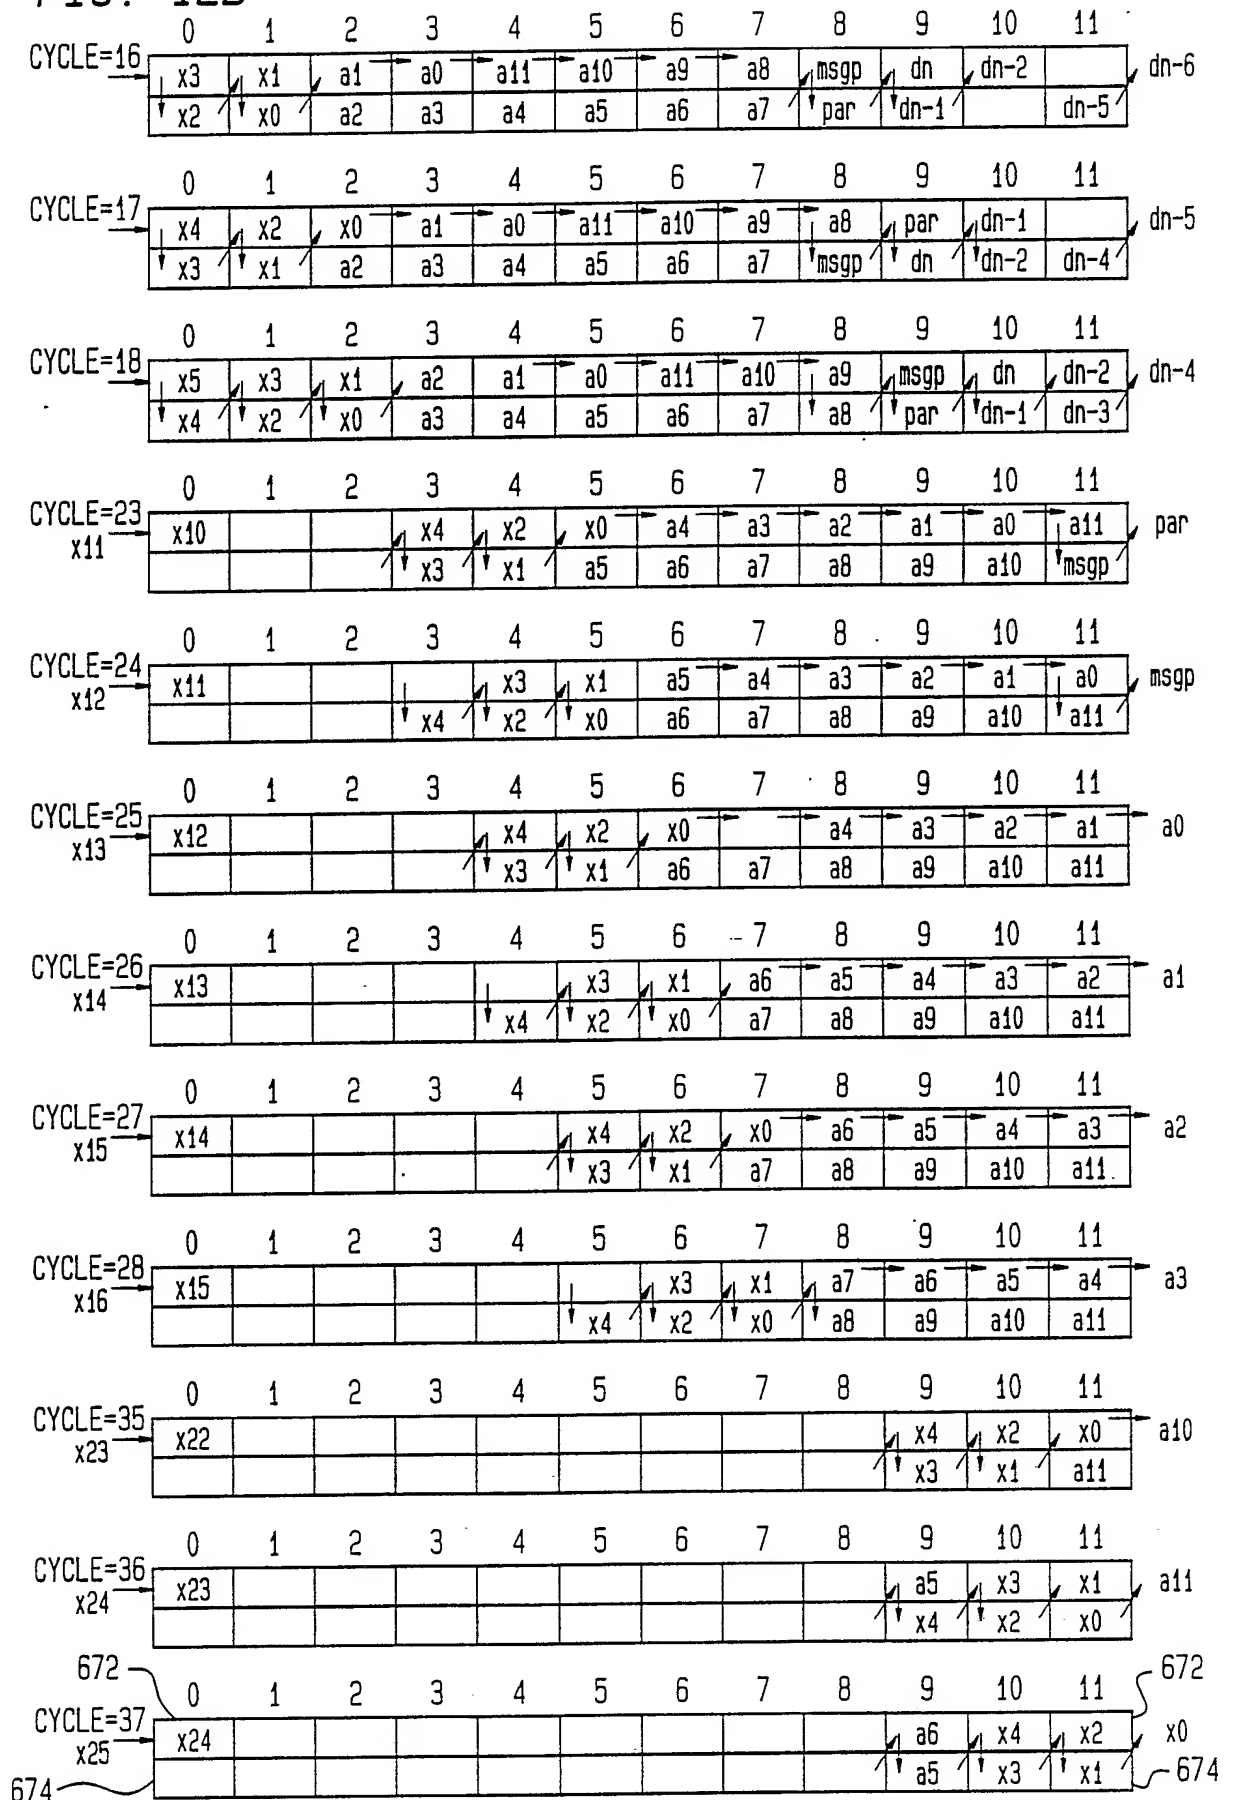 FIG. 12B
0 1 2 3 4 5 6 7 8 9 10 11
CYCLE=16 x3 x1 a1 a0 a11 a10 a9 a8 msgp dn dn-2 dn-6
x2 x0 a2 a3 a4 a5 a6 a7 par dn-1 dn-5
0 1 2 3 4 5 6 7 8 9 10 11
CYCLE=17 x4 x2 x0 a1 a0 a11 a10 a9 a8 par dn-1 dn-5
x3 x1 a2 a3 a4 a5 a6 a7 msgp dn dn-2 dn-4
0 1 2 3 4 5 6 7 8 9 10 11
CYCLE=18 x5 x3 x1 a2 a1 a0 a11 a10 a9 msgp dn dn-2 dn-4
x4 x2 x0 a3 a4 a5 a6 a7 a8 par dn-1 dn-3
0 1 2 3 4 5 6 7 8 9 10 11
CYCLE=23 x10 x4 x2 x0 a4 a3 a2 a1 a0 a11 par
x11 x3 x1 a5 a6 a7 a8 a9 a10 msgp
0 1 2 3 4 5 6 7 8 9 10 11
CYCLE=24 x11 x3 x1 a5 a4 a3 a2 a1 a0 msgp
x12 x4 x2 x0 a6 a7 a8 a9 a10 a11
0 1 2 3 4 5 6 7 8 9 10 11
CYCLE=25 x12 x4 x2 x0 a4 a3 a2 a1 a0
x13 x3 x1 a6 a7 a8 a9 a10 a11
0 1 2 3 4 5 6 7 8 9 10 11
CYCLE=26 x13 x3 x1 a6 a5 a4 a3 a2 a1
x14 x4 x2 x0 a7 a8 a9 a10 a11
0 1 2 3 4 5 6 7 8 9 10 11
CYCLE=27 x14 x4 x2 x0 a6 a5 a4 a3 a2
x15 x3 x1 a7 a8 a9 a10 a11
0 1 2 3 4 5 6 7 8 9 10 11
CYCLE=28 x15 x3 x1 a7 a6 a5 a4 a3
x16 x4 x2 x0 a8 a9 a10 a11
0 1 2 3 4 5 6 7 8 9 10 11
CYCLE=35 x22 x4 x2 x0 a10
x23 x3 x1 a11
0 1 2 3 4 5 6 7 8 9 10 11
CYCLE=36 x23 a5 x3 x1 a11
x24 x4 x2 x0
672 672
0 1 2 3 4 5 6 7 8 9 10 11
CYCLE=37 x24 a6 x4 x2 x0
x25 a5 x3 x1
674 674